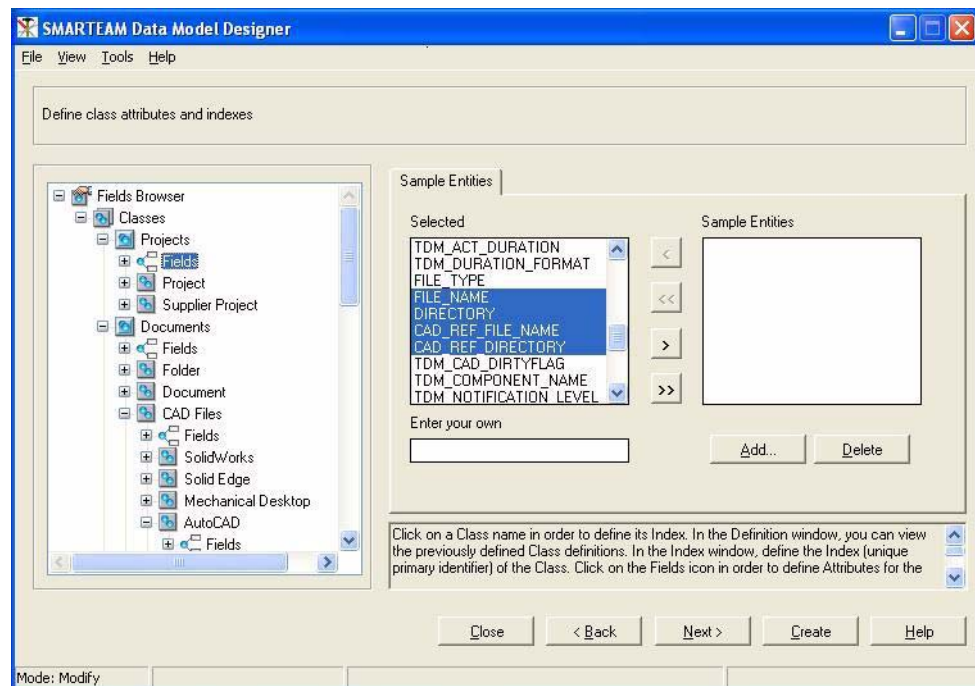 SMARTEAM Data Model Designer
File View Tools Help
Define class attributes and indexes
Fields Browser
Classes
Projects
Fields
Project
Supplier Project
Documents
Fields
Folder
Document
CAD Files
Fields
SolidWorks
Solid Edge
Mechanical Desktop
AutoCAD
Fields
Sample Entities
Selected
TDM_ACT_DURATION
TDM_DURATION_FORMAT
FILE_TYPE
FILE_NAME
DIRECTORY
CAD_REF_FILE_NAME
CAD_REF_DIRECTORY
TDM_CAD_DIRTYFLAG
TDM_COMPONENT_NAME
TDM_NOTIFICATION_LEVEL
<
<<
>
>>
Sample Entities
Enter your own
Add... Delete
Click on a Class name in order to define its Index. In the Definition window, you can view
the previously defined Class definitions. In the Index window, define the Index (unique
primary identifier) of the Class. Click on the Fields icon in order to define Attributes for the
Close < Back Next > Create Help
Mode: Modify